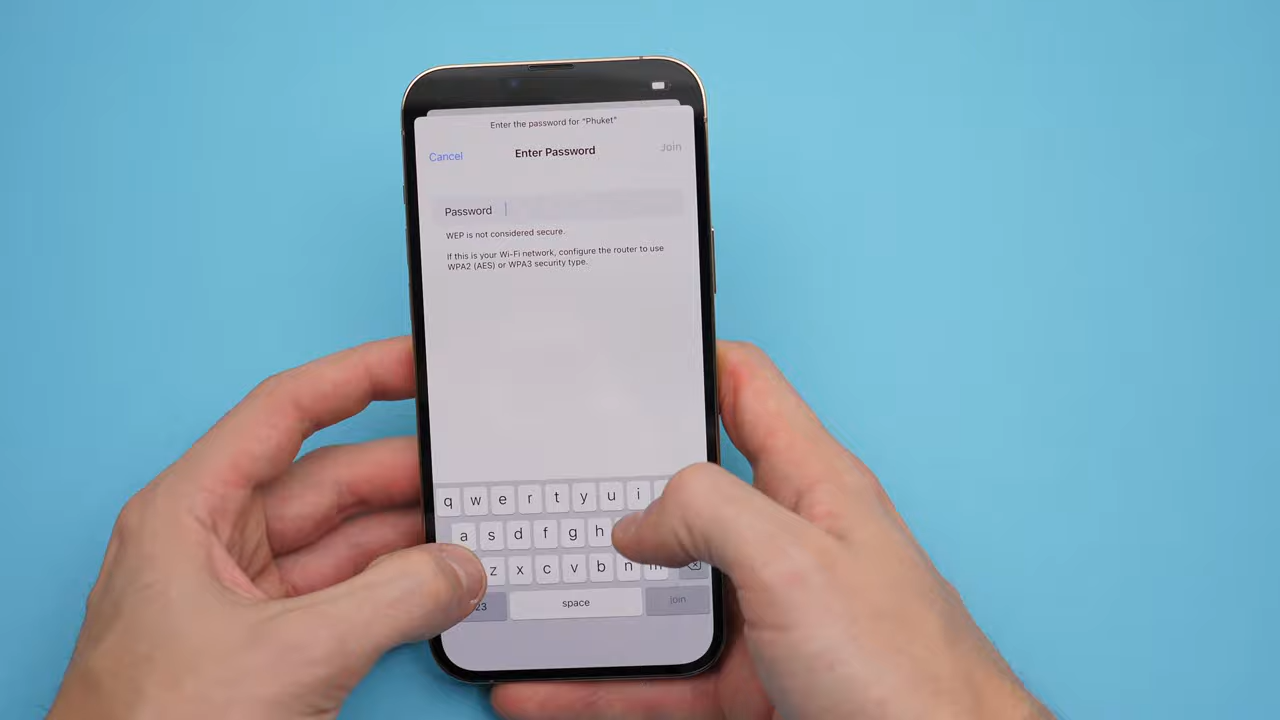 Enter the password for “Phuket”
Cancel Enter Password Join
Password
WEP is not considered secure.
If this is your Wi-Fi network, configure the router to use
WPA2 (AES) or WPA3 security type.
q w e r t y u i
a s d f g h
z x c v b n m
23 space join